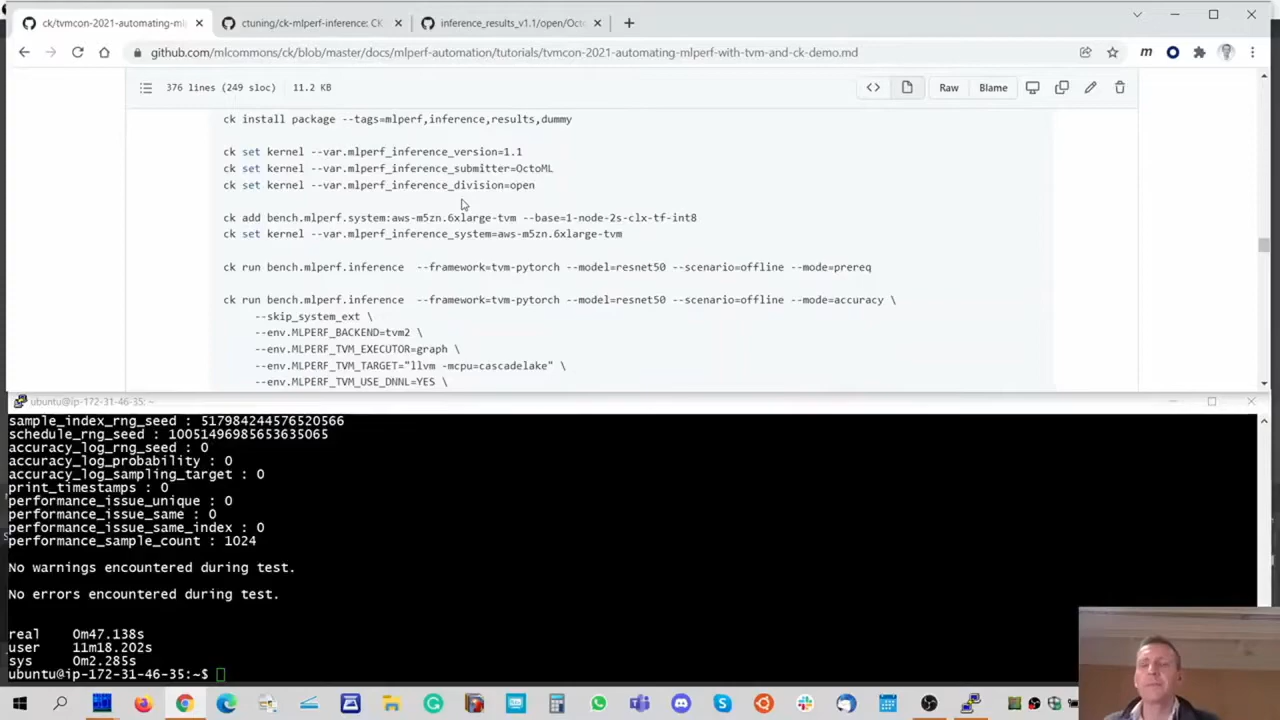 ck/tvmcon-2021-automating-ml
ctuning/ck-mlperf-inference: CK
inference_results_v1.1/open/Octo
github.com/mlcommons/ck/blob/master/docs/mlperf-automation/tutorials/tvmcon-2021-automating-mlperf-with-tvm-and-ck-demo.md
376 lines (249 sloc) 11.2 KB
Raw Blame
ck install package --tags=mlperf,inference,results,dummy
ck set kernel --var.mlperf_inference_version=1.1
ck set kernel --var.mlperf_inference_submitter=OctoML
ck set kernel --var.mlperf_inference_division=open
ck add bench.mlperf.system:aws-m5zn.6xlarge-tvm --base=1-node-2s-clx-tf-int8
ck set kernel --var.mlperf_inference_system=aws-m5zn.6xlarge-tvm
ck run bench.mlperf.inference --framework=tvm-pytorch --model=resnet50 --scenario=offline --mode=prereq
ck run bench.mlperf.inference --framework=tvm-pytorch --model=resnet50 --scenario=offline --mode=accuracy \
--skip_system_ext \
--env.MLPERF_BACKEND=tvm2 \
--env.MLPERF_TVM_EXECUTOR=graph \
--env.MLPERF_TVM_TARGET="llvm -mcpu=cascadelake" \
--env.MLPERF_TVM_USE_DNNL=YES \
ubuntu@ip-172-31-46-35: ~
sample_index_rng_seed : 517984244576520566
schedule_rng_seed : 10051496985653635065
accuracy_log_rng_seed : 0
accuracy_log_probability : 0
accuracy_log_sampling_target : 0
print_timestamps : 0
performance_issue_unique : 0
performance_issue_same : 0
performance_issue_same_index : 0
performance_sample_count : 1024
No warnings encountered during test.
No errors encountered during test.
real 0m47.138s
user 11m18.202s
sys 0m2.285s
ubuntu@ip-172-31-46-35:~$